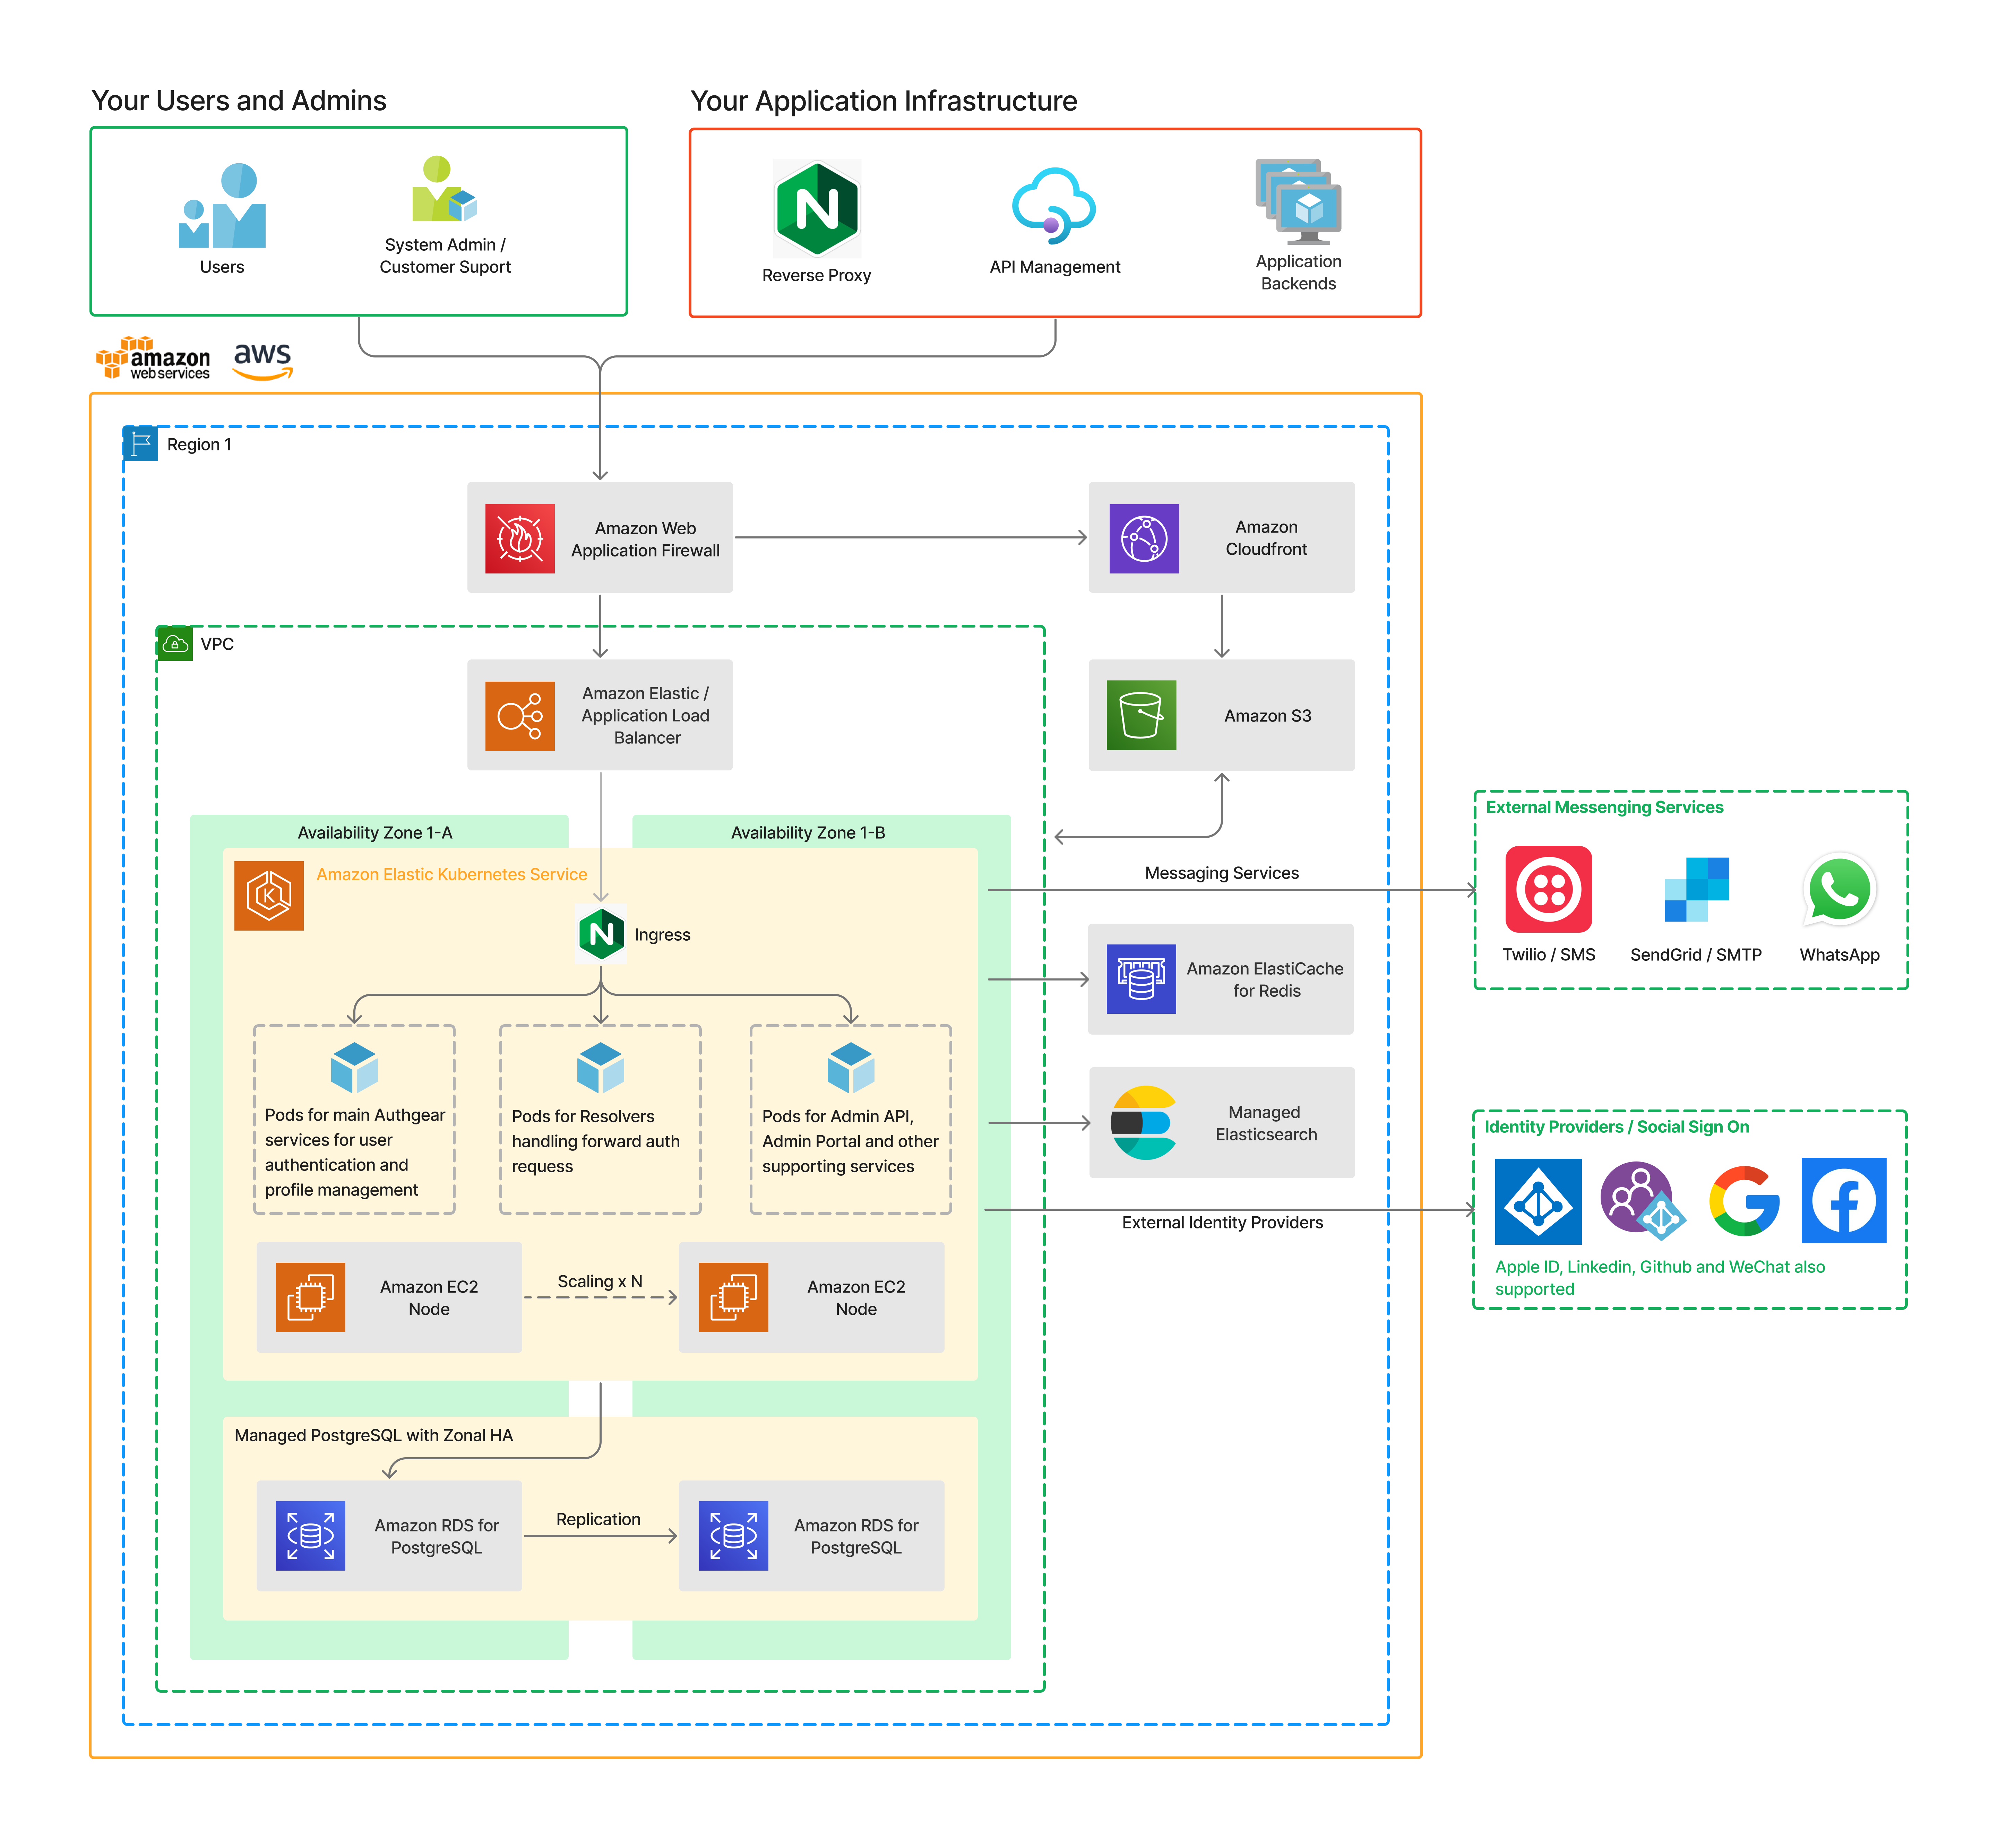 Your Users and Admins
Your Application Infrastructure
Users
System Admin /
Customer Suport
Reverse Proxy
API Management
Application
Backends
amazon
web services
aws
Region 1
Amazon Web
Application Firewall
Amazon
Cloudfront
VPC
Amazon Elastic /
Application Load
Balancer
Amazon S3
Availability Zone 1-A
Availability Zone 1-B
Amazon Elastic Kubernetes Service
Ingress
Messaging Services
External Messenging Services
Twilio / SMS
SendGrid / SMTP
WhatsApp
Amazon ElastiCache
for Redis
Pods for main Authgear
services for user
authentication and
profile management
Pods for Resolvers
handling forward auth
requess
Pods for Admin API,
Admin Portal and other
supporting services
Managed
Elasticsearch
Identity Providers / Social Sign On
External Identity Providers
Apple ID, Linkedin, Github and WeChat also
supported
Amazon EC2
Node
Scaling x N
Amazon EC2
Node
Managed PostgreSQL with Zonal HA
Amazon RDS for
PostgreSQL
Replication
Amazon RDS for
PostgreSQL